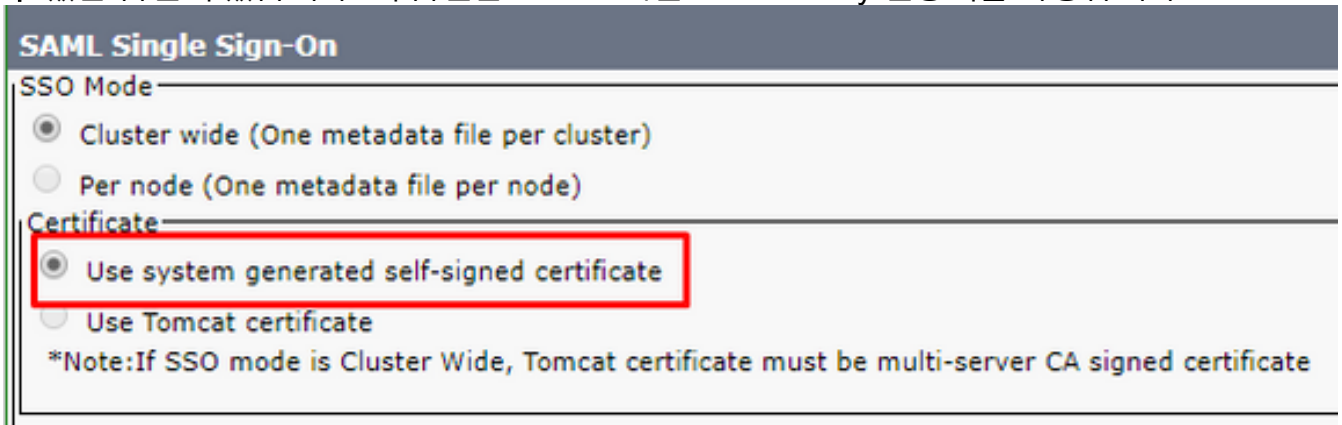 SAML Single Sign-On
SSO Mode
Cluster wide (One metadata file per cluster)
Per node (One metadata file per node)
Certificate
Use system generated self-signed certificate
Use Tomcat certificate
*Note:If SSO mode is Cluster Wide, Tomcat certificate must be multi-server CA signed certificate